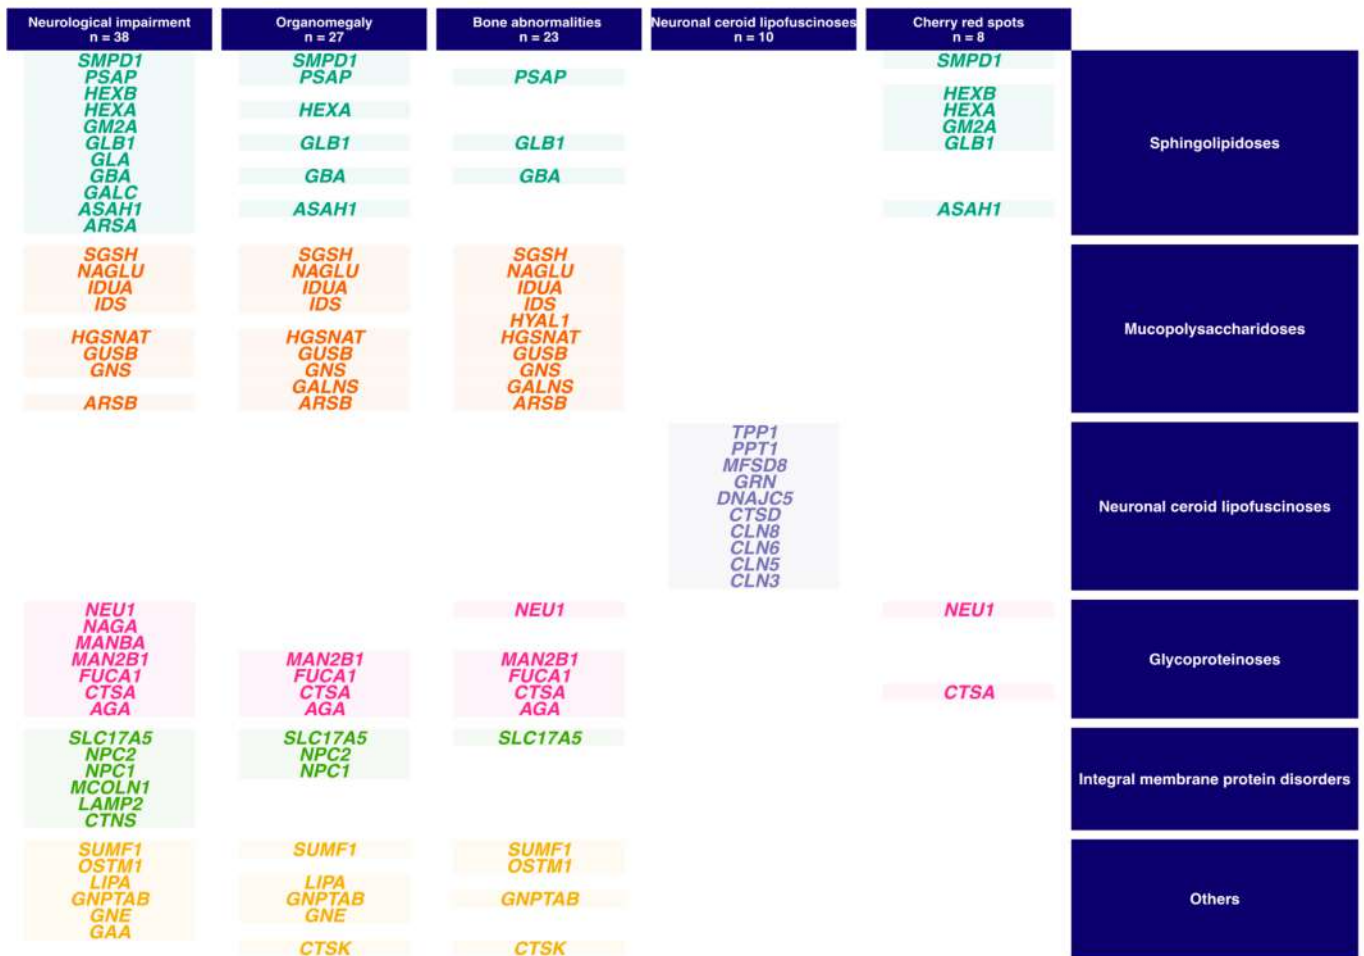 Neurological impairment Organomegaly Bone abnormalities Neuronal ceroid lipofuscinoses Cherry red spots
n = 38 n = 27 n = 23 n = 10 n = 8
SMPD1 SMPD1 SMPD1
PSAP PSAP PSAP
HEXB HEXB
HEXA HEXA HEXA
GM2A GM2A
GLB1 GLB1 GLB1 GLB1 Sphingolipidoses
GLA
GBA GBA GBA
GALC
ASAH1 ASAH1 ASAH1
ARSA
SGSH SGSH SGSH
NAGLU NAGLU NAGLU
IDUA IDUA IDUA
IDS IDS IDS
HYAL1
Mucopolysaccharidoses
HGSNAT HGSNAT HGSNAT
GUSB GUSB GUSB
GNS GNS GNS
GALNS GALNS
ARSB ARSB ARSB
TPP1
PPT1
MFSD8
GRN
DNAJC5
CTSD Neuronal ceroid lipofuscinoses
CLN8
CLN6
CLN5
CLN3
NEU1 NEU1 NEU1
NAGA
MANBA
MAN2B1 MAN2B1 MAN2B1 Glycoproteinoses
FUCA1 FUCA1 FUCA1
CTSA CTSA CTSA CTSA
AGA AGA AGA
SLC17A5 SLC17A5 SLC17A5
NPC2 NPC2
NPC1 NPC1
MCOLN1 Integral membrane protein disorders
LAMP2
CTNS
SUMF1 SUMF1 SUMF1
OSTM1 OSTM1
LIPA LIPA
GNPTAB GNPTAB GNPTAB Others
GNE GNE
GAA
CTSK CTSK